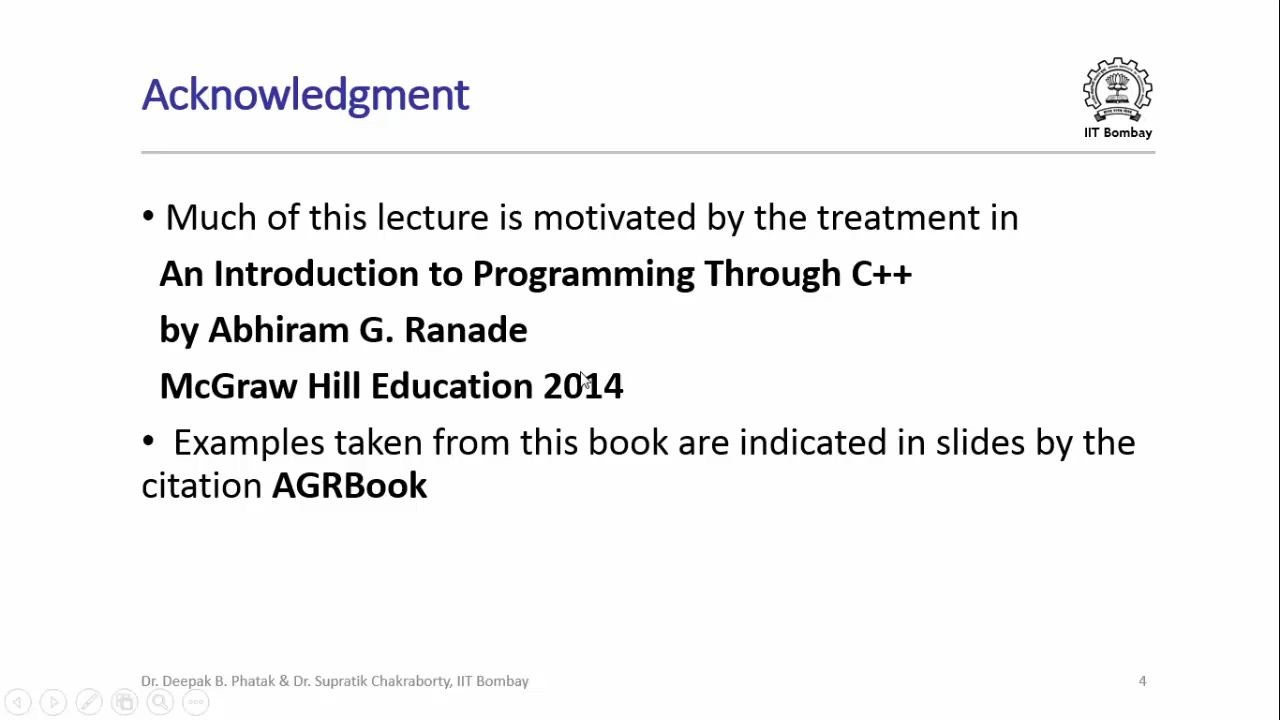 Acknowledgment
IIT Bombay
• Much of this lecture is motivated by the treatment in
An Introduction to Programming Through C++
by Abhiram G. Ranade
McGraw Hill Education 2014
• Examples taken from this book are indicated in slides by the
citation AGRBook
Dr. Deepak B. Phatak & Dr. Supratik Chakraborty, IIT Bombay
4